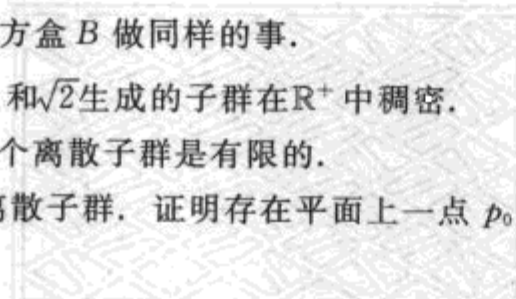 方盒 B 做同样的事.
和√2生成的子群在ℝ⁺ 中稠密.
个离散子群是有限的.
散子群. 证明存在平面上一点 p₀